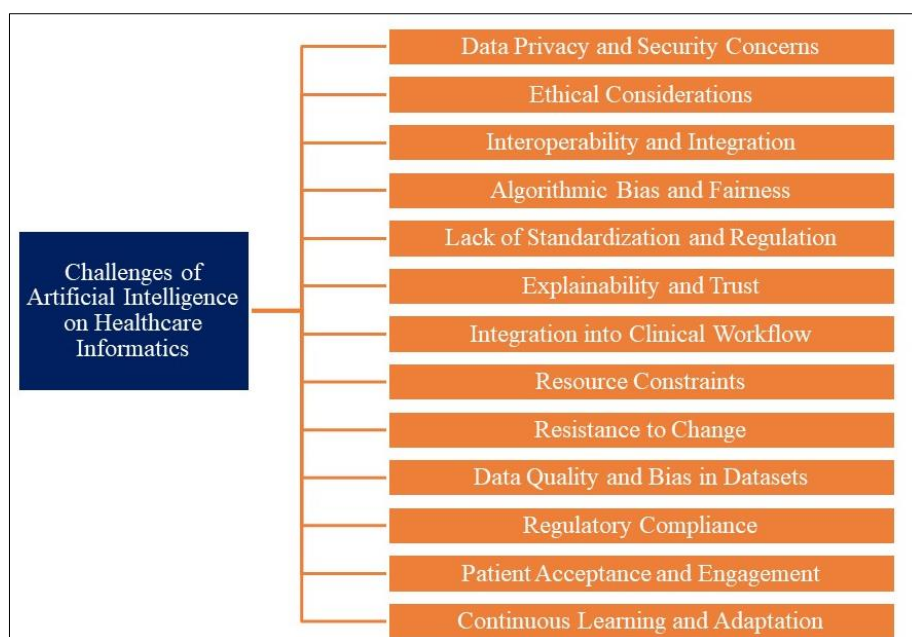 Data Privacy and Security Concerns
Ethical Considerations
Interoperability and Integration
Algorithmic Bias and Fairness
Lack of Standardization and Regulation
Challenges of
Artificial Intelligence
on Healthcare
Informatics
Explainability and Trust
Integration into Clinical Workflow
Resource Constraints
Resistance to Change
Data Quality and Bias in Datasets
Regulatory Compliance
Patient Acceptance and Engagement
Continuous Learning and Adaptation